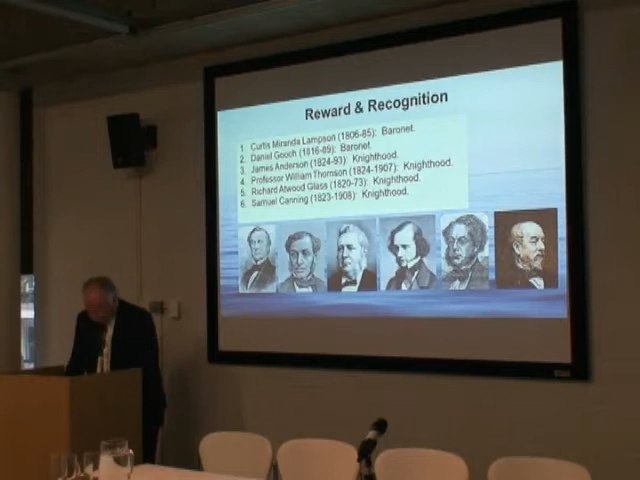 Reward & Recognition
1. Curtis Miranda Lampson (1806-85): Baronet.
2. Daniel Gooch (1816-89): Baronet.
3. James Anderson (1824-93): Knighthood.
4. Professor William Thomson (1824-1907): Knighthood.
5. Richard Atwood Glass (1820-73): Knighthood.
6. Samuel Canning (1823-1908): Knighthood.